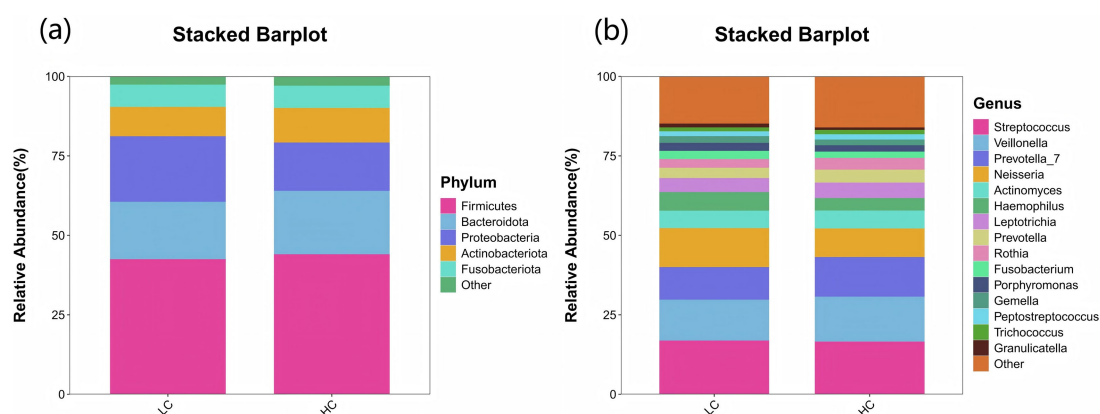 (a)
Stacked Barplot
Relative Abundance(%)
100
75
50
25
0
LC
HC
Phylum
Firmicutes
Bacteroidota
Proteobacteria
Actinobacteriota
Fusobacteriota
Other
(b)
Stacked Barplot
Relative Abundance(%)
100
75
50
25
0
LC
HC
Genus
Streptococcus
Veillonella
Prevotella_7
Neisseria
Actinomyces
Haemophilus
Leptotrichia
Prevotella
Rothia
Fusobacterium
Porphyromonas
Gemella
Peptostreptococcus
Trichococcus
Granulicatella
Other